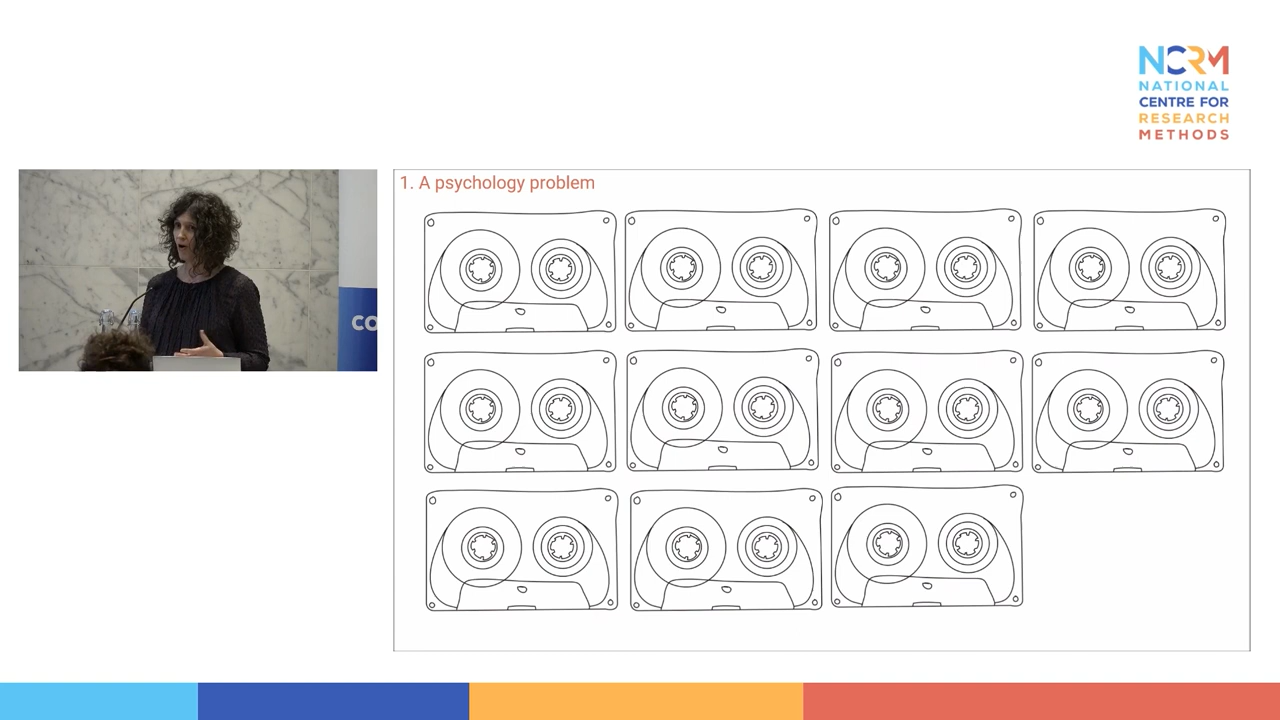 NCRM
NATIONAL
CENTRE FOR
RESEARCH
METHODS
1. A psychology problem
CO